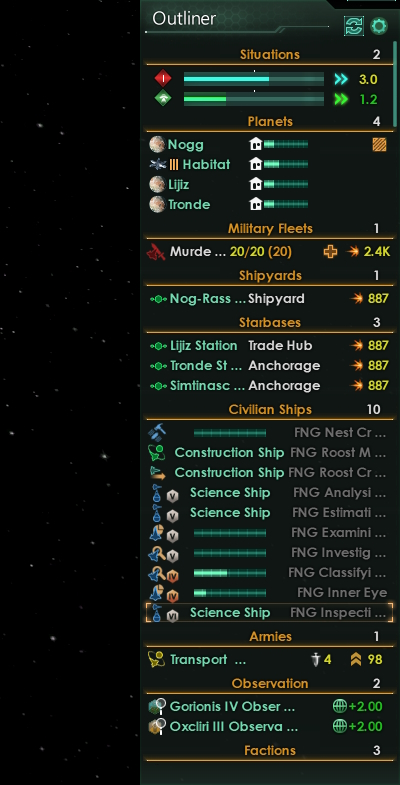 Outliner
Situations 2
3.0
1.2
Planets 4
Nogg
Habitat
Lijiz
Tronde
Military Fleets 1
Murde ... 20/20 (20) 2.4K
Shipyards 1
Nog-Rass ... Shipyard 887
Starbases 3
Lijiz Station Trade Hub 887
Tronde St ... Anchorage 887
Simtinasc ... Anchorage 887
Civilian Ships 10
FNG Nest Cr ...
Construction Ship FNG Roost M ...
Construction Ship FNG Roost Cr ...
V Science Ship FNG Analysi ...
V Science Ship FNG Estimati ...
V FNG Examini ...
V FNG Investig ...
IV FNG Classifyi ...
IV FNG Inner Eye
VI Science Ship FNG Inspecti ...
Armies 1
Transport ... 4 98
Observation 2
Gorionis IV Obser ... +2.00
Oxcliri III Observa ... +2.00
Factions 3